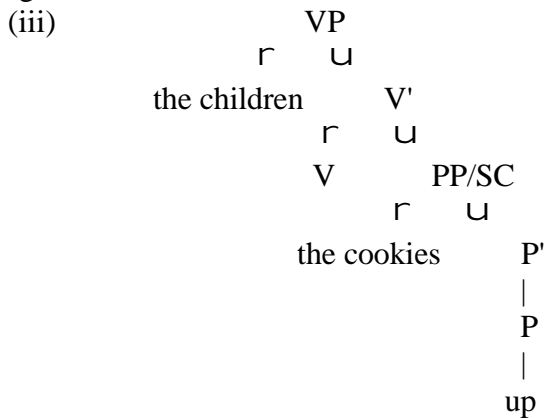 (iii) VP
r u
the children V'
r u
V PP/SC
r u
the cookies P'
|
P
|
up